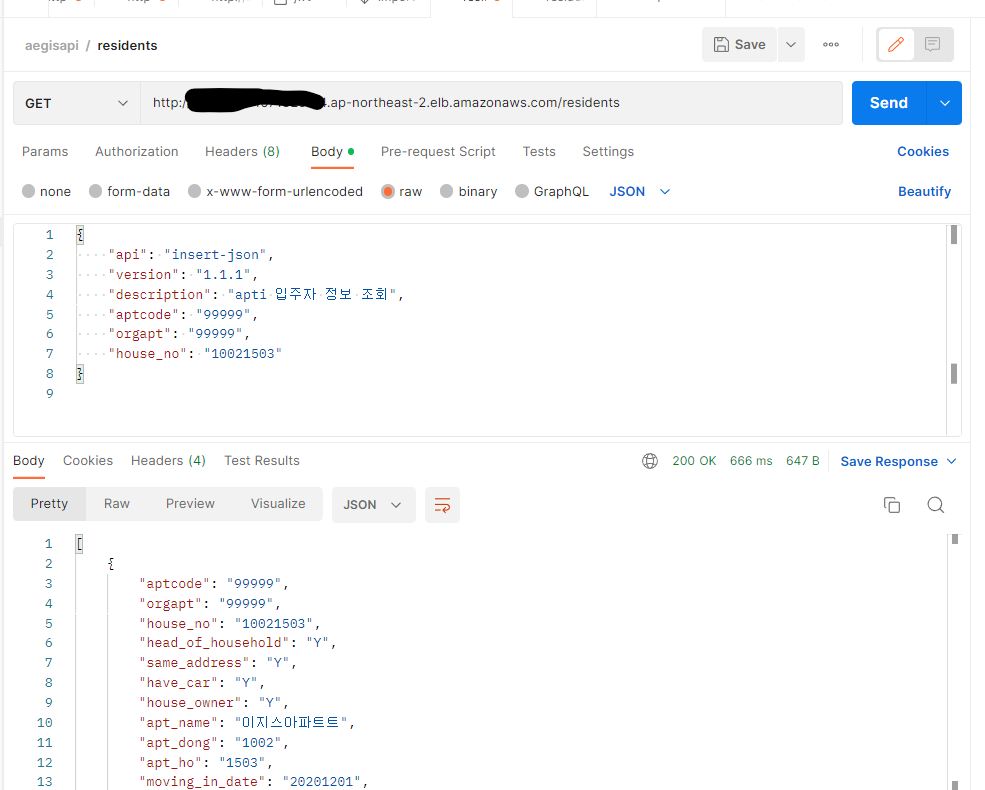 aegisapi / residents
Save
GET
http:/
.ap-northeast-2.elb.amazonaws.com/residents
Send
Params Authorization Headers (8) Body Pre-request Script Tests Settings Cookies
none form-data x-www-form-urlencoded raw binary GraphQL JSON Beautify
1 {
2 "api": "insert-json",
3 "version": "1.1.1",
4 "description": "apti 입주자 정보 조회",
5 "aptcode": "99999",
6 "orgapt": "99999",
7 "house_no": "10021503"
8 }
9
Body Cookies Headers (4) Test Results 200 OK 666 ms 647 B Save Response
Pretty Raw Preview Visualize JSON
1 [
2 {
3 "aptcode": "99999",
4 "orgapt": "99999",
5 "house_no": "10021503",
6 "head_of_household": "Y",
7 "same_address": "Y",
8 "have_car": "Y",
9 "house_owner": "Y",
10 "apt_name": "이지스아파트트",
11 "apt_dong": "1002",
12 "apt_ho": "1503",
13 "moving_in_date": "20201201",